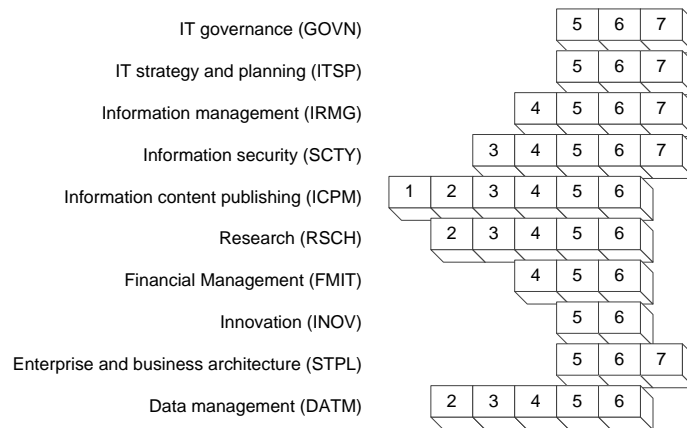 IT governance (GOVN) 5 6 7
IT strategy and planning (ITSP) 5 6 7
Information management (IRMG) 4 5 6 7
Information security (SCTY) 3 4 5 6 7
Information content publishing (ICPM) 1 2 3 4 5 6
Research (RSCH) 2 3 4 5 6
Financial Management (FMIT) 4 5 6
Innovation (INOV) 5 6
Enterprise and business architecture (STPL) 5 6 7
Data management (DATM) 2 3 4 5 6